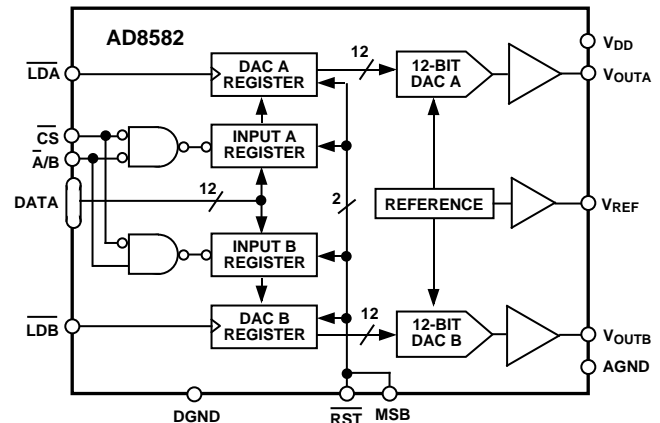 AD8582
VDD
LDA
DAC A
REGISTER
12
12-BIT
DAC A
VOUTA
CS
A/B
INPUT A
REGISTER
DATA
12
2
REFERENCE
VREF
INPUT B
REGISTER
LDB
DAC B
REGISTER
12
12-BIT
DAC B
VOUTB
AGND
DGND
RST
MSB